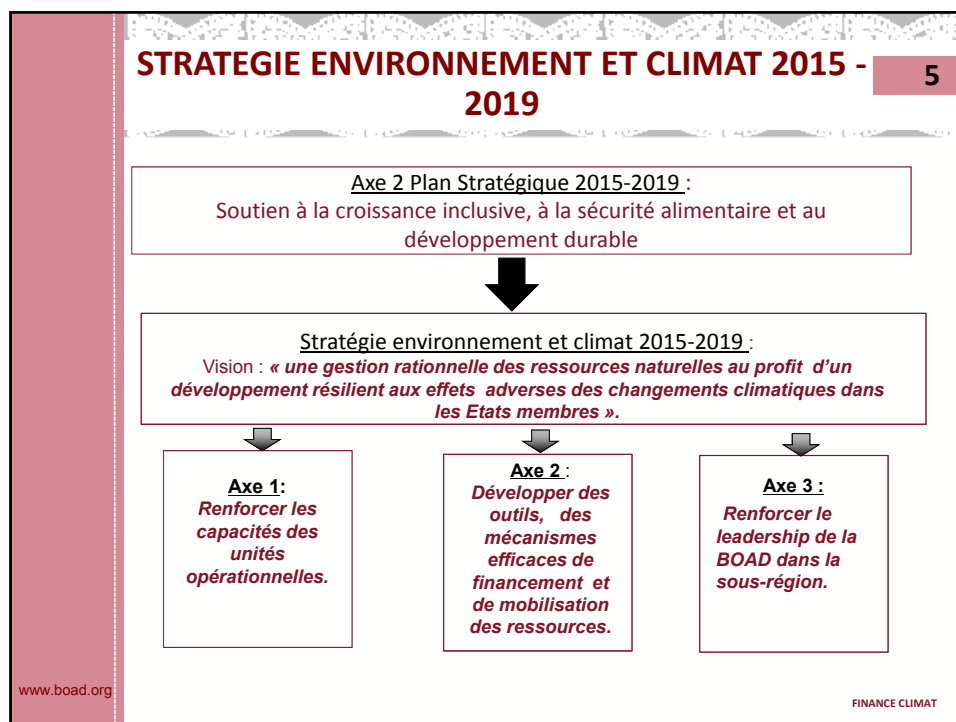 STRATEGIE ENVIRONNEMENT ET CLIMAT 2015 -
2019
5
Axe 2 Plan Stratégique 2015-2019 :
Soutien à la croissance inclusive, à la sécurité alimentaire et au
développement durable
Stratégie environnement et climat 2015-2019 :
Vision : « une gestion rationnelle des ressources naturelles au profit d’un
développement résilient aux effets adverses des changements climatiques dans
les Etats membres ».
Axe 1:
Renforcer les
capacités des
unités
opérationnelles.
Axe 2 :
Développer des
outils, des
mécanismes
efficaces de
financement et
de mobilisation
des ressources.
Axe 3 :
Renforcer le
leadership de la
BOAD dans la
sous-région.
www.boad.org
FINANCE CLIMAT